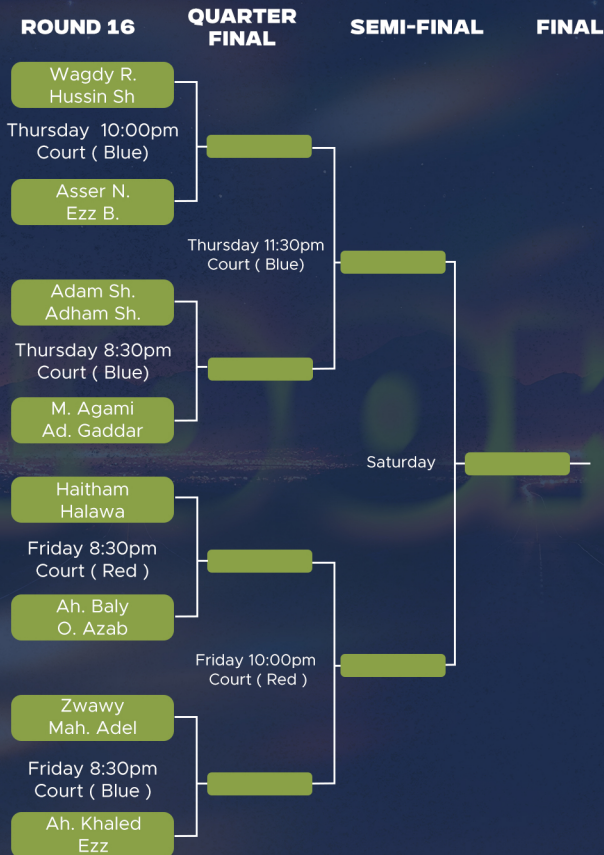 ROUND 16
QUARTER
FINAL
SEMI-FINAL
FINAL
Wagdy R.
Hussin Sh
Thursday 10:00pm
Court ( Blue)
Asser N.
Ezz B.
Thursday 11:30pm
Court ( Blue)
Adam Sh.
Adham Sh.
Thursday 8:30pm
Court ( Blue)
M. Agami
Ad. Gaddar
Saturday
Haitham
Halawa
Friday 8:30pm
Court ( Red )
Ah. Baly
O. Azab
Friday 10:00pm
Court ( Red )
Zwawy
Mah. Adel
Friday 8:30pm
Court ( Blue )
Ah. Khaled
Ezz